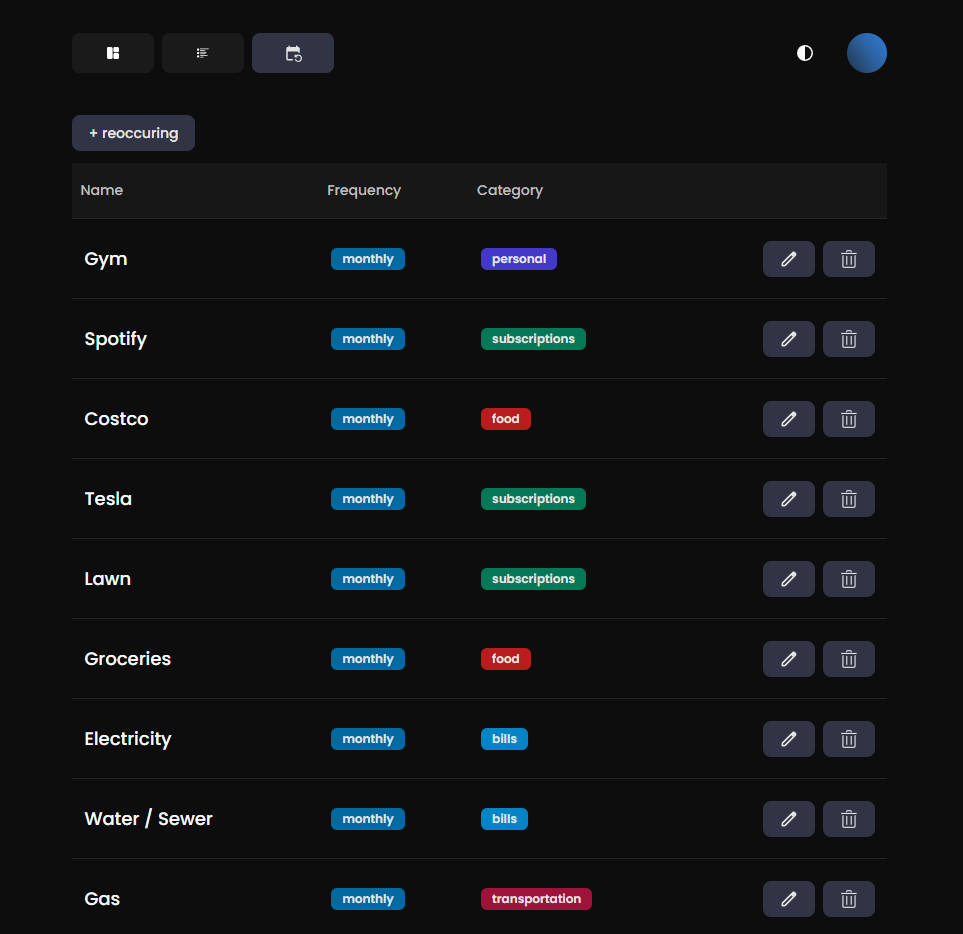 + reoccuring
Name Frequency Category
Gym monthly personal
Spotify monthly subscriptions
Costco monthly food
Tesla monthly subscriptions
Lawn monthly subscriptions
Groceries monthly food
Electricity monthly bills
Water / Sewer monthly bills
Gas monthly transportation